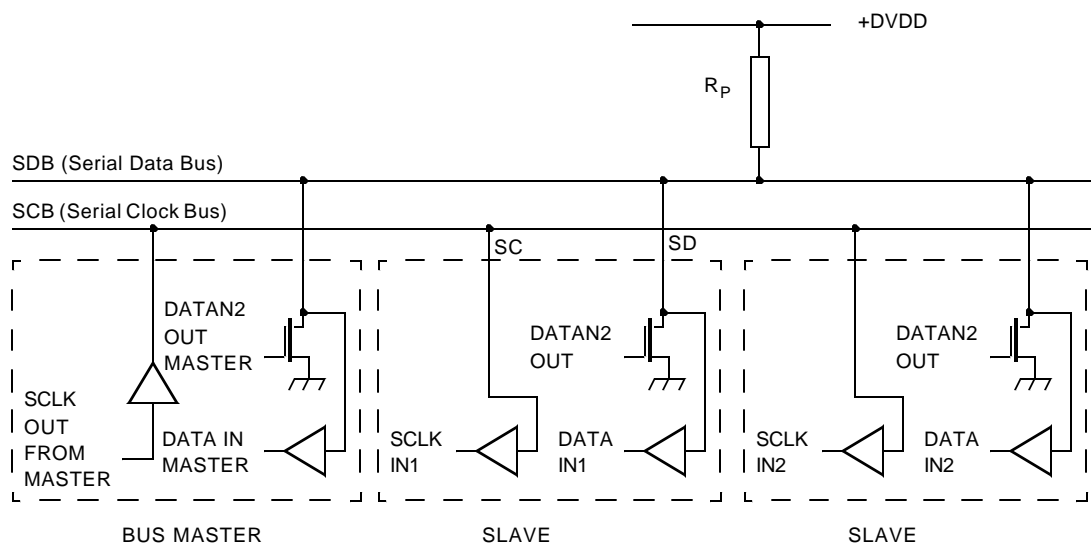 +DVDD
RP
SDB (Serial Data Bus)
SCB (Serial Clock Bus)
SC
SD
DATAN2
OUT
MASTER
SCLK
OUT
FROM
MASTER
DATA IN
MASTER
DATAN2
OUT
SCLK
IN1
DATA
IN1
DATAN2
OUT
SCLK
IN2
DATA
IN2
BUS MASTER
SLAVE
SLAVE